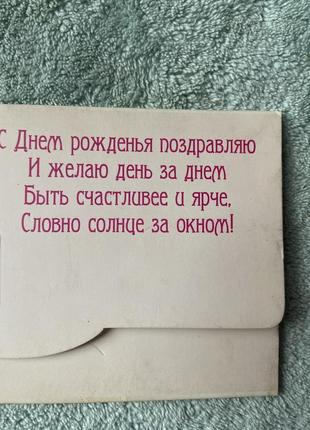 С Днем рожденья поздравляю
И желаю день за днем
Быть счастливее и ярче,
Словно солнце за окном!